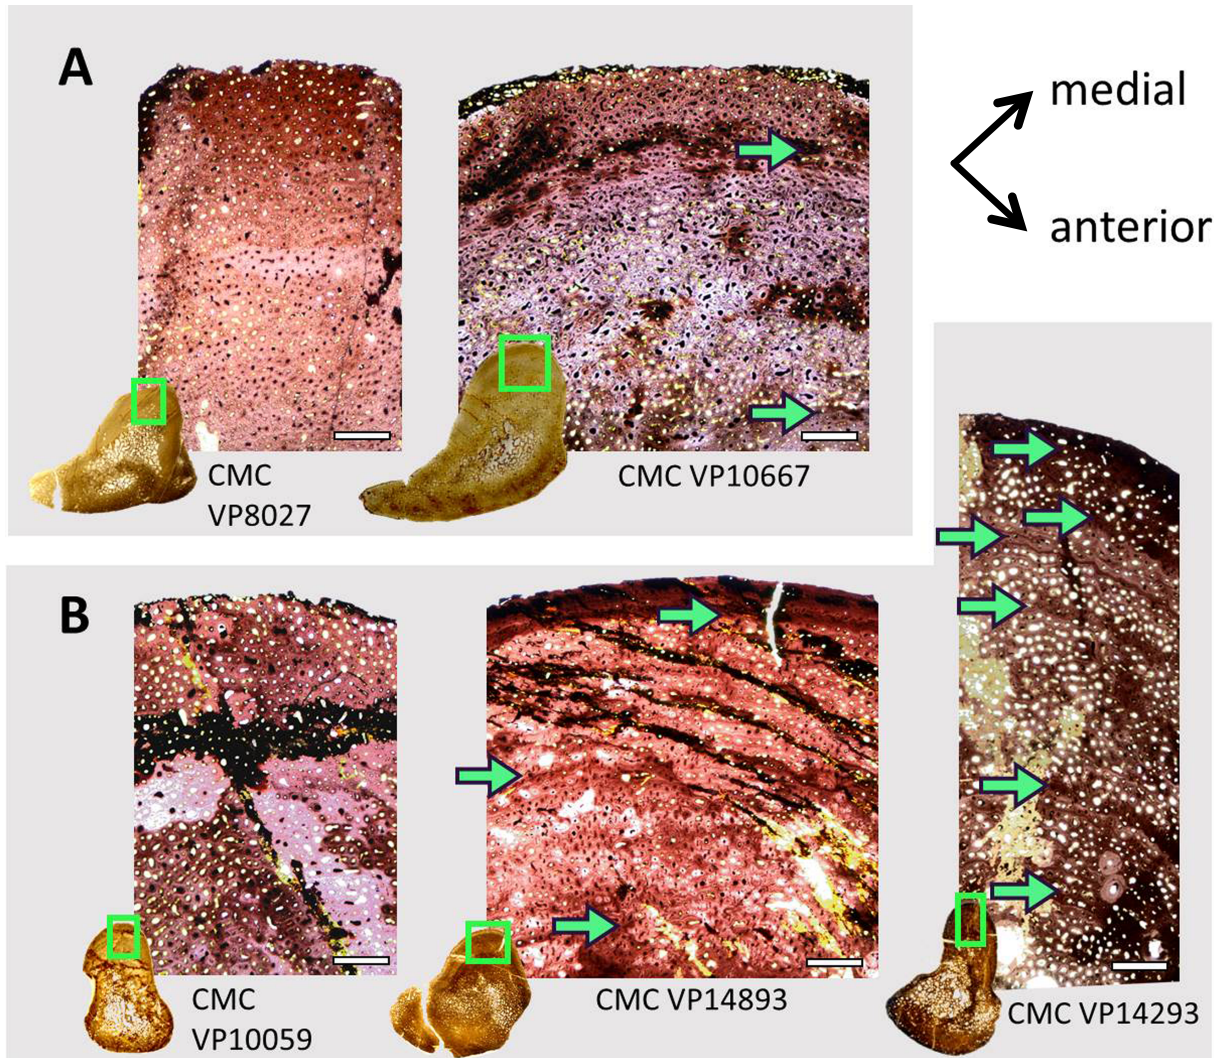 A
medial
anterior
CMC
VP8027
CMC VP10667
B
CMC
VP10059
CMC VP14893
CMC VP14293